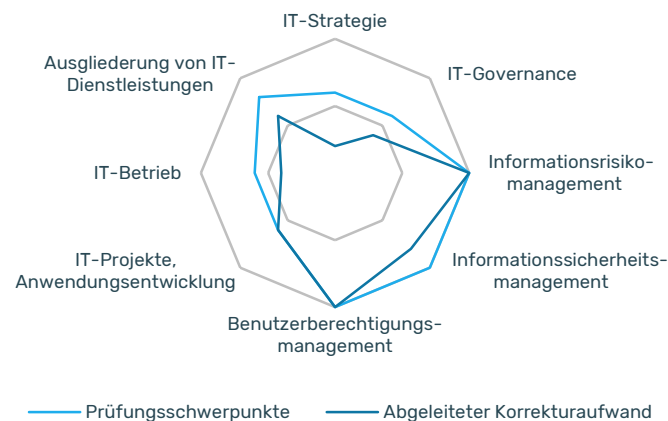 IT-Strategie
Ausgliederung von IT-
Dienstleistungen
IT-Governance
IT-Betrieb
Informationsrisiko-
management
IT-Projekte,
Anwendungsentwicklung
Informationssicherheits-
management
Benutzerberechtigungs-
management
Prüfungsschwerpunkte
Abgeleiteter Korrekturaufwand